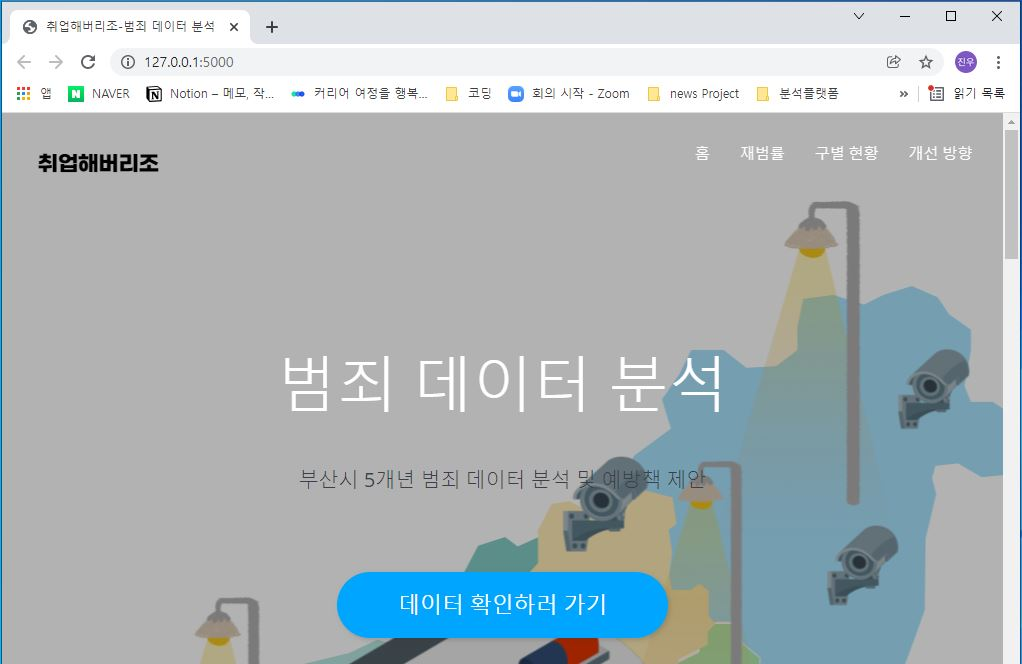 취업해버리조-범죄 데이터 분석
127.0.0.1:5000
진우
앱 NAVER Notion – 메모, 작... 커리어 여정을 행복... 코딩 회의 시작 - Zoom news Project 분석플랫폼 » 읽기 목록
취업해버리조
홈 재범률 구별 현황 개선 방향
범죄 데이터 분석
부산시 5개년 범죄 데이터 분석 및 예방책 제안
데이터 확인하러 가기